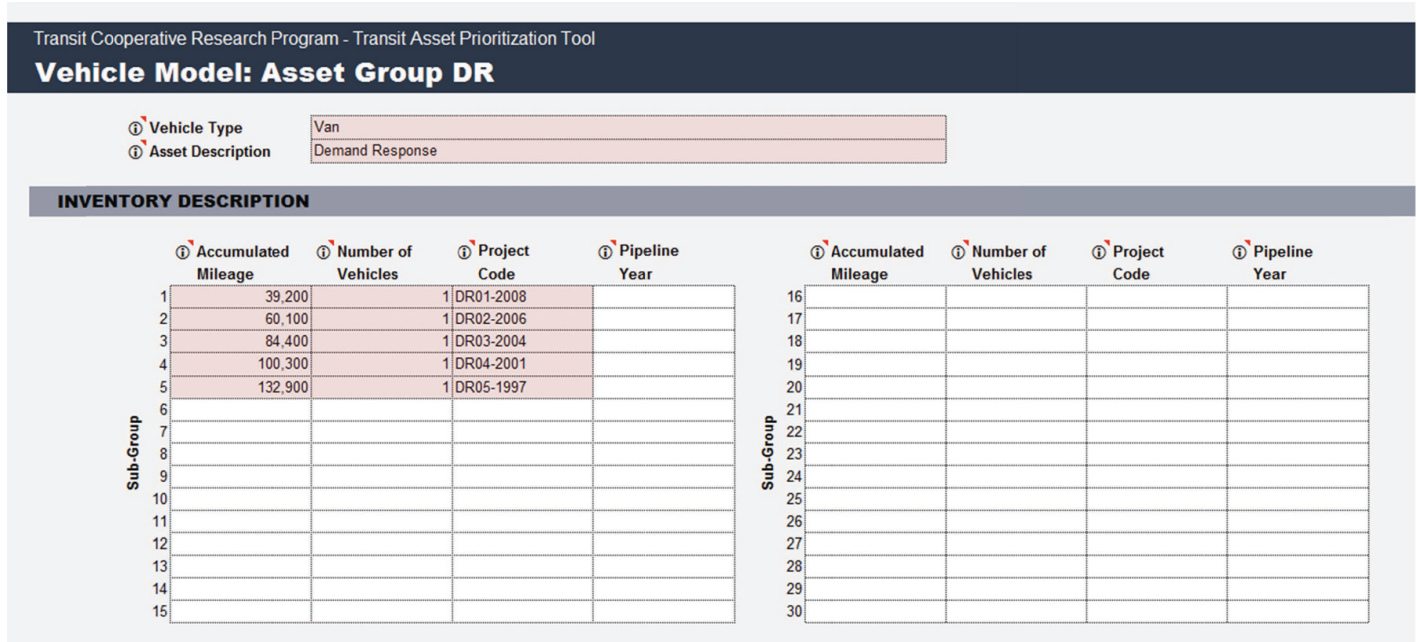 Transit Cooperative Research Program - Transit Asset Prioritization Tool
Vehicle Model: Asset Group DR
ⓘ Vehicle Type Van
ⓘ Asset Description Demand Response
INVENTORY DESCRIPTION
ⓘ Accumulated ⓘ Number of ⓘ Project ⓘ Pipeline ⓘ Accumulated ⓘ Number of ⓘ Project ⓘ Pipeline
Mileage Vehicles Code Year Mileage Vehicles Code Year
1 39,200 1 DR01-2008 16
2 60,100 1 DR02-2006 17
3 84,400 1 DR03-2004 18
4 100,300 1 DR04-2001 19
5 132,900 1 DR05-1997 20
6 21
7 22
8 23
9 24
10 25
11 26
12 27
13 28
14 29
15 30
Sub-Group Sub-Group